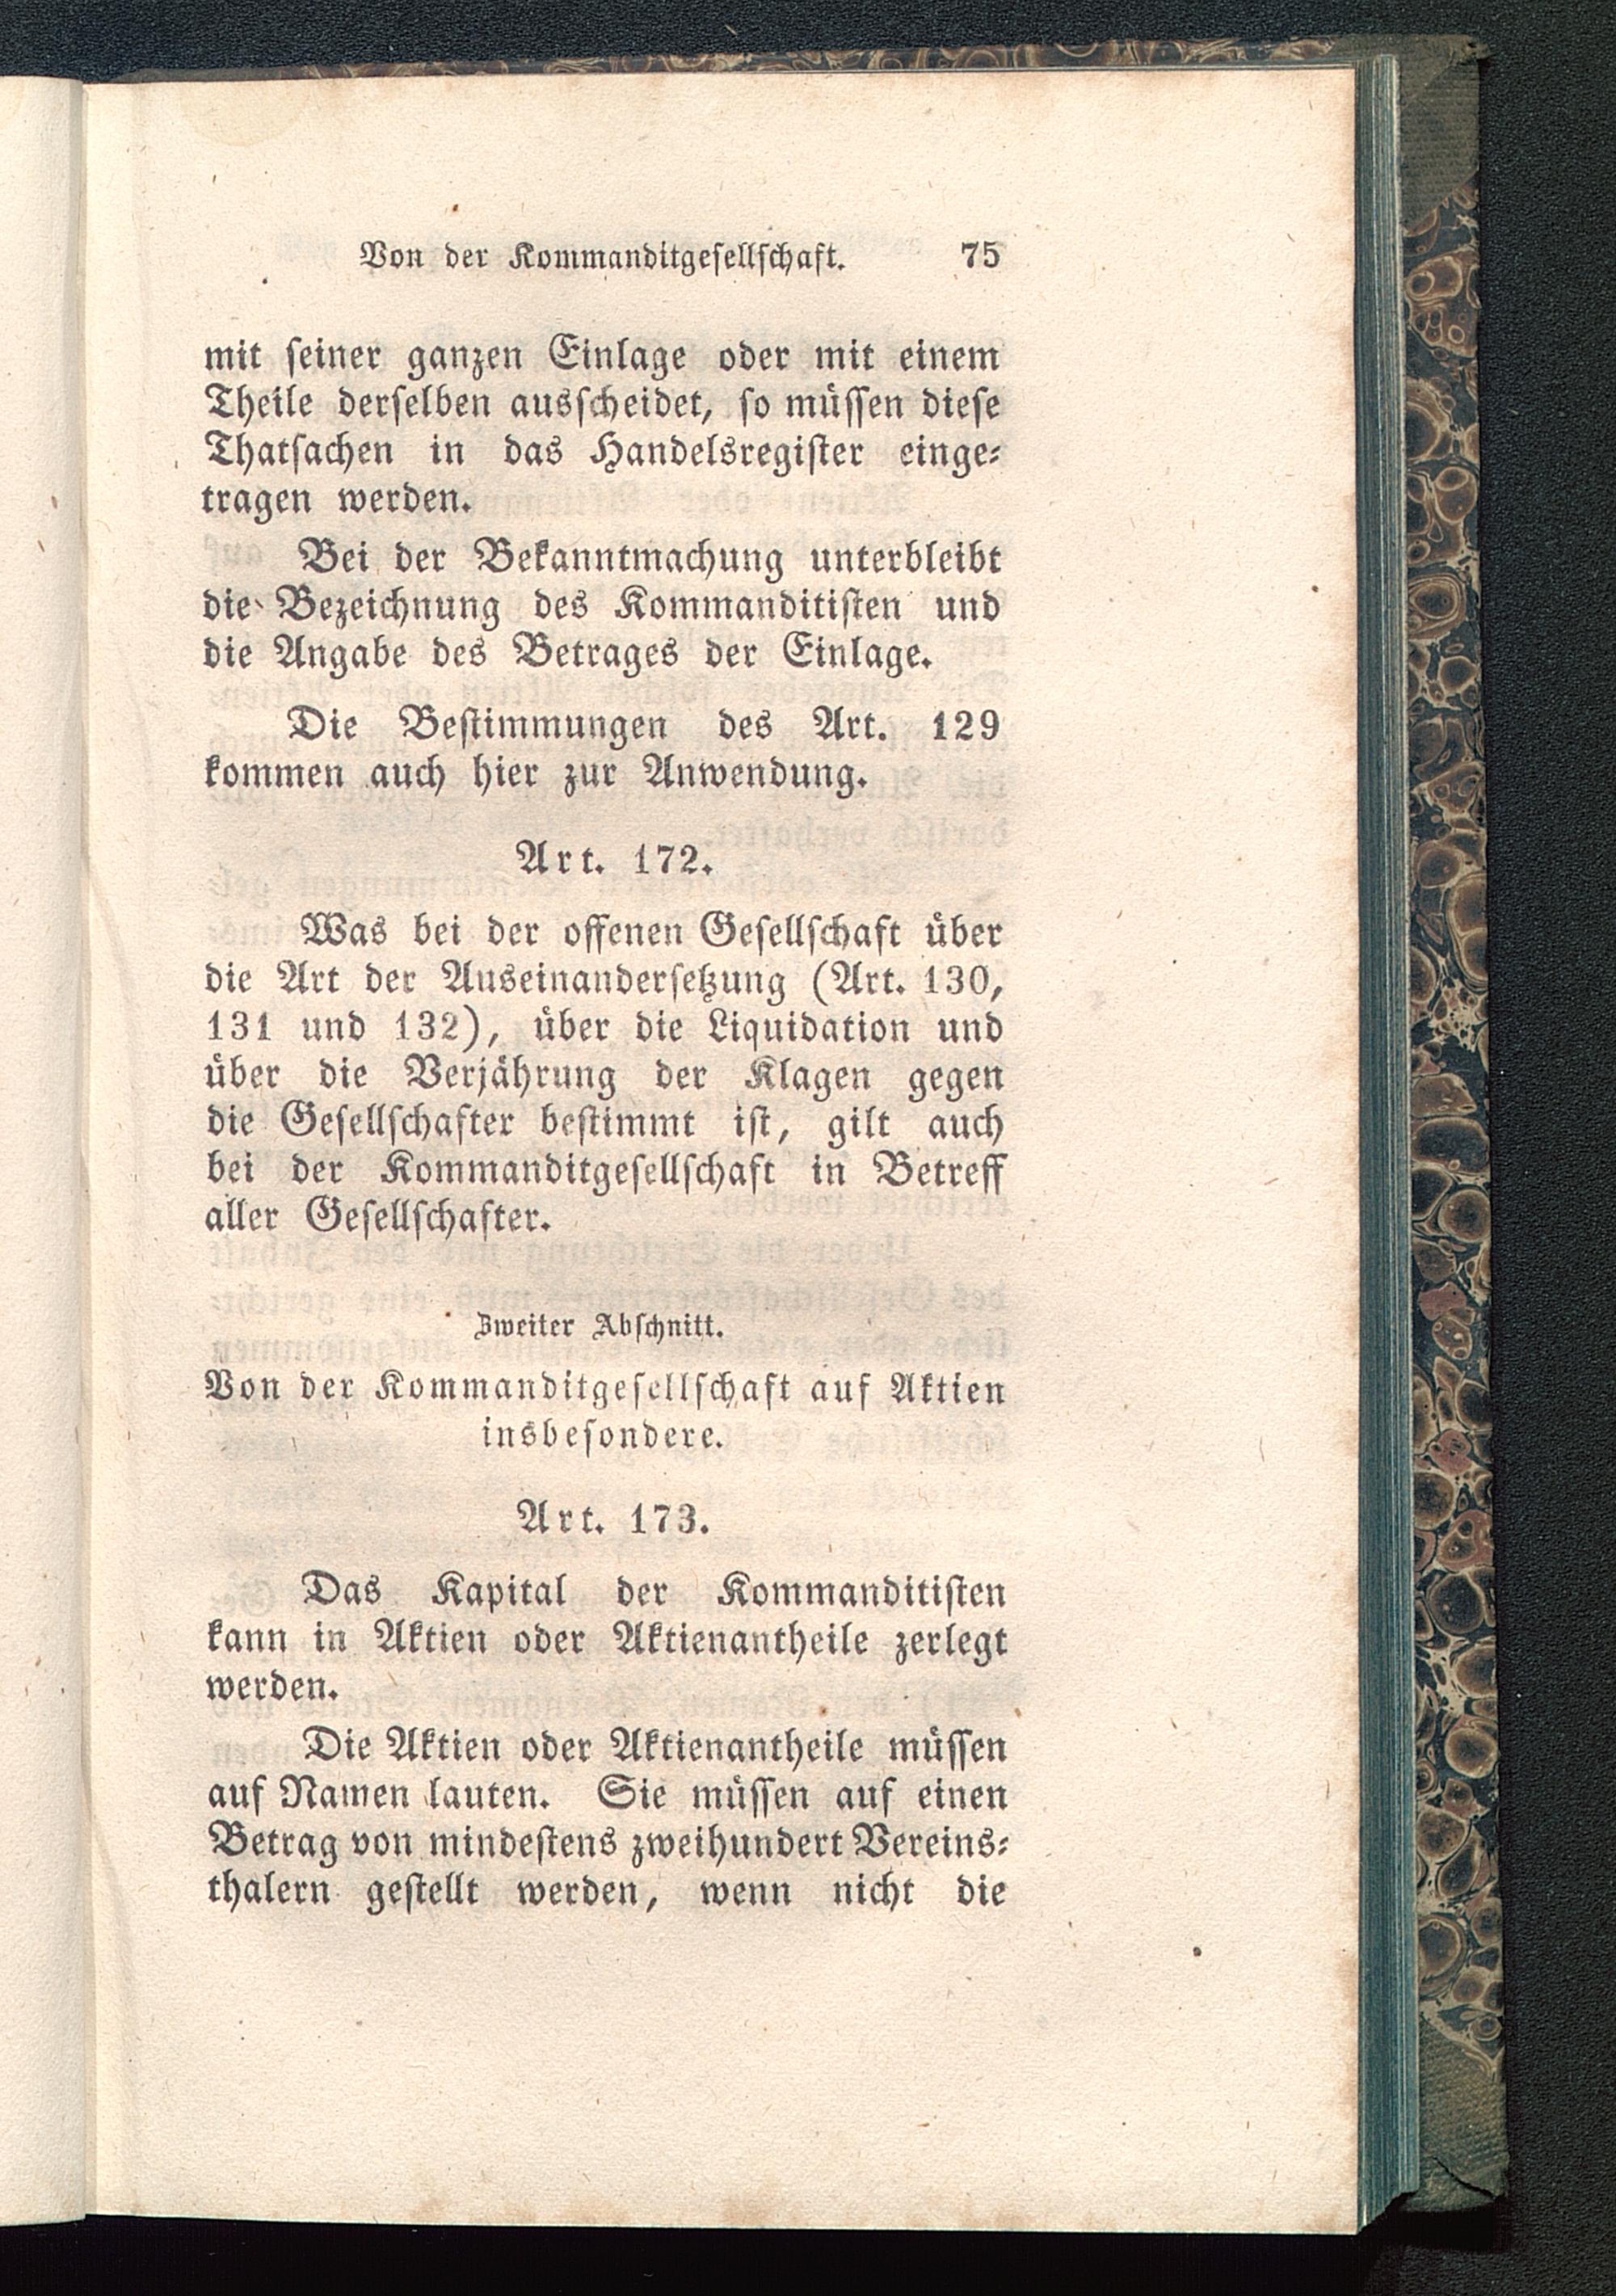 Von der Kommanditgesellschaft. 75
mit seiner ganzen Einlage oder mit einem
Theile derselben ausscheidet, so müssen diese
Thatsachen in das Handelsregister einge-
tragen werden.
Bei der Bekanntmachung unterbleibt
die Bezeichnung des Kommanditisten und
die Angabe des Betrages der Einlage.
Die Bestimmungen des Art. 129
kommen auch hier zur Anwendung.
Art. 172.
Was bei der offenen Gesellschaft über
die Art der Auseinandersetzung (Art. 130,
131 und 132), über die Liquidation und
über die Verjährung der Klagen gegen
die Gesellschafter bestimmt ist, gilt auch
bei der Kommanditgesellschaft in Betreff
aller Gesellschafter.
Zweiter Abschnitt.
Von der Kommanditgesellschaft auf Aktien
insbesondere.
Art. 173.
Das Kapital der Kommanditisten
kann in Aktien oder Aktienantheile zerlegt
werden.
Die Aktien oder Aktienantheile müssen
auf Namen lauten. Sie müssen auf einen
Betrag von mindestens zweihundert Vereins-
thalern gestellt werden, wenn nicht die